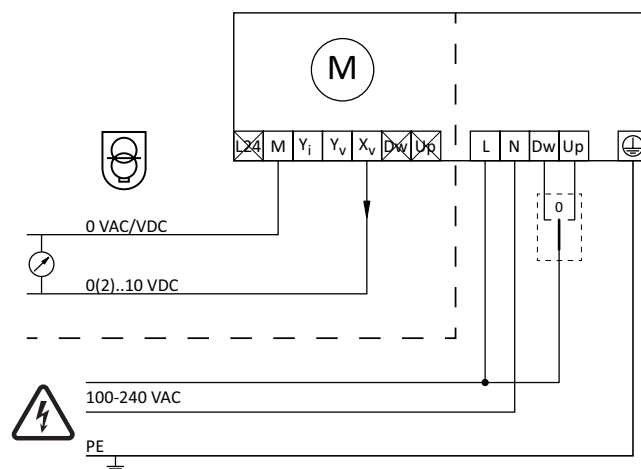 M
L24 M Yi Yv Xv Dw Up L N Dw Up
0
0 VAC/VDC
0(2)..10 VDC
100-240 VAC
PE